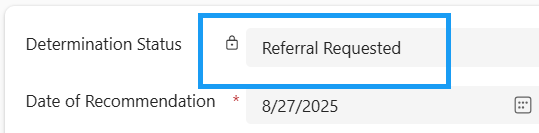 Determination Status Referral Requested
Date of Recommendation * 8/27/2025